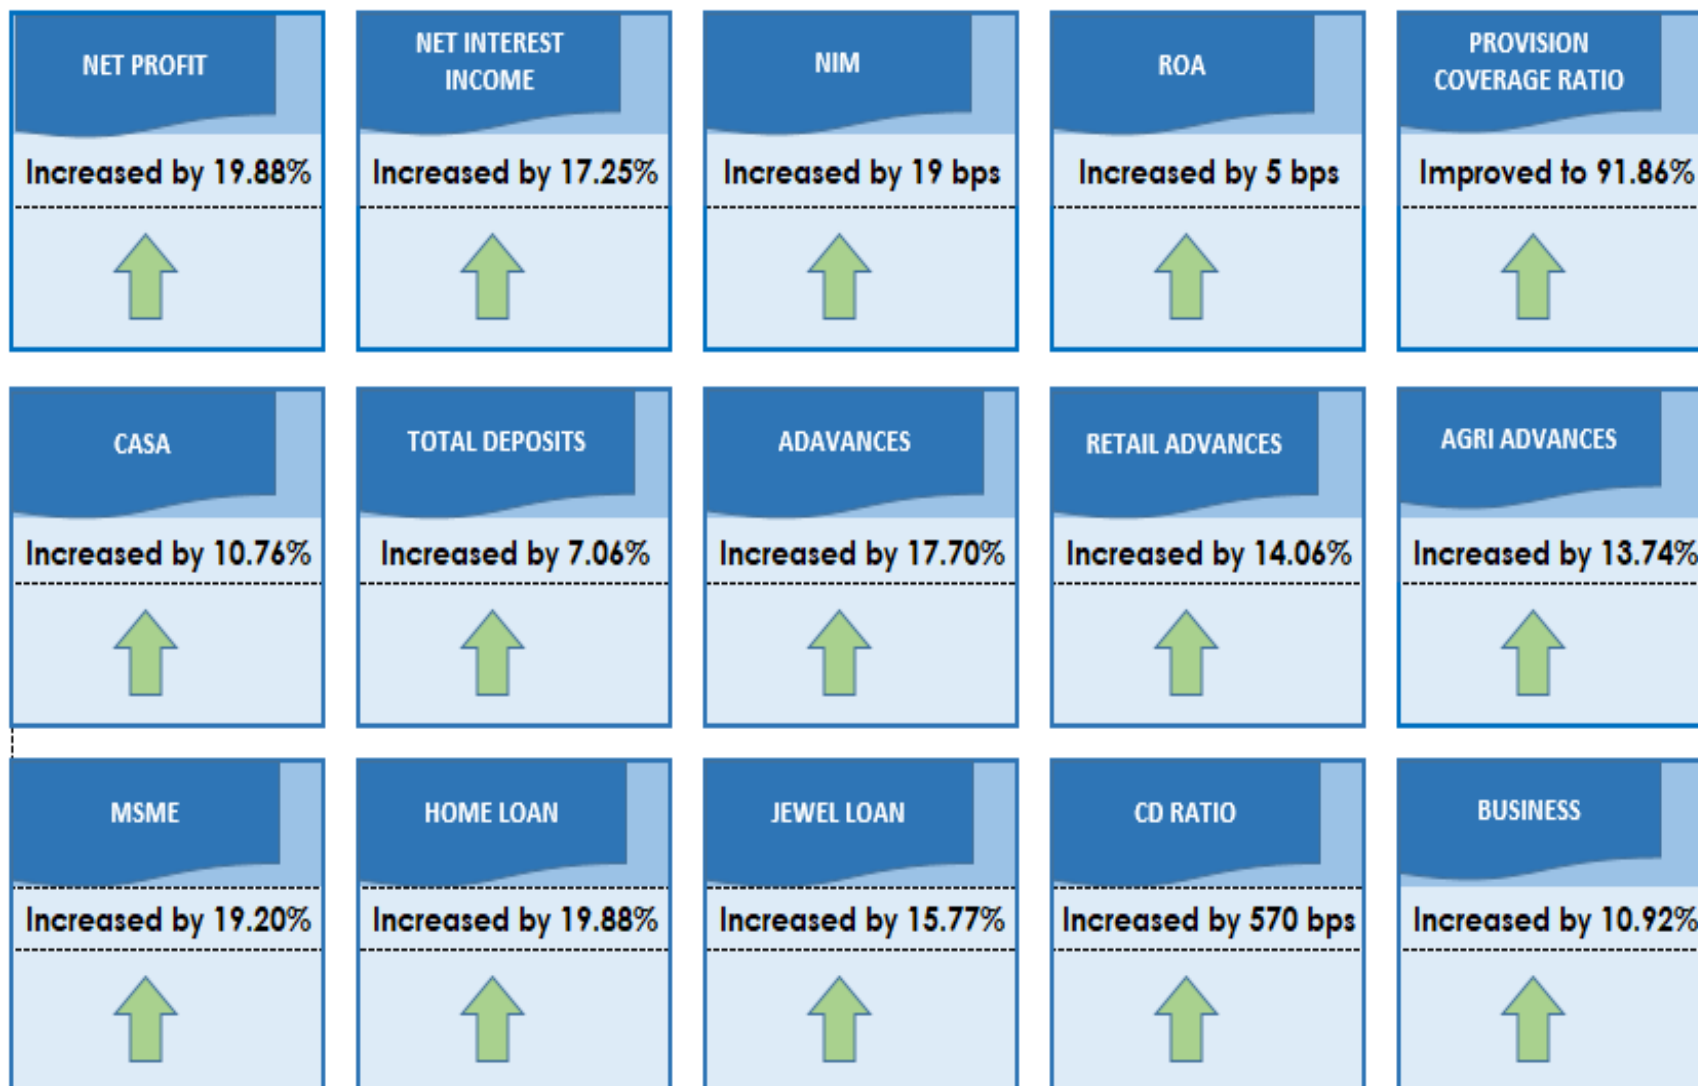 NET PROFIT
Increased by 19.88%
NET INTEREST
INCOME
Increased by 17.25%
NIM
Increased by 19 bps
ROA
Increased by 5 bps
PROVISION
COVERAGE RATIO
Improved to 91.86%
CASA
Increased by 10.76%
TOTAL DEPOSITS
Increased by 7.06%
ADAVANCES
Increased by 17.70%
RETAIL ADVANCES
Increased by 14.06%
AGRI ADVANCES
Increased by 13.74%
MSME
Increased by 19.20%
HOME LOAN
Increased by 19.88%
JEWEL LOAN
Increased by 15.77%
CD RATIO
Increased by 570 bps
BUSINESS
Increased by 10.92%